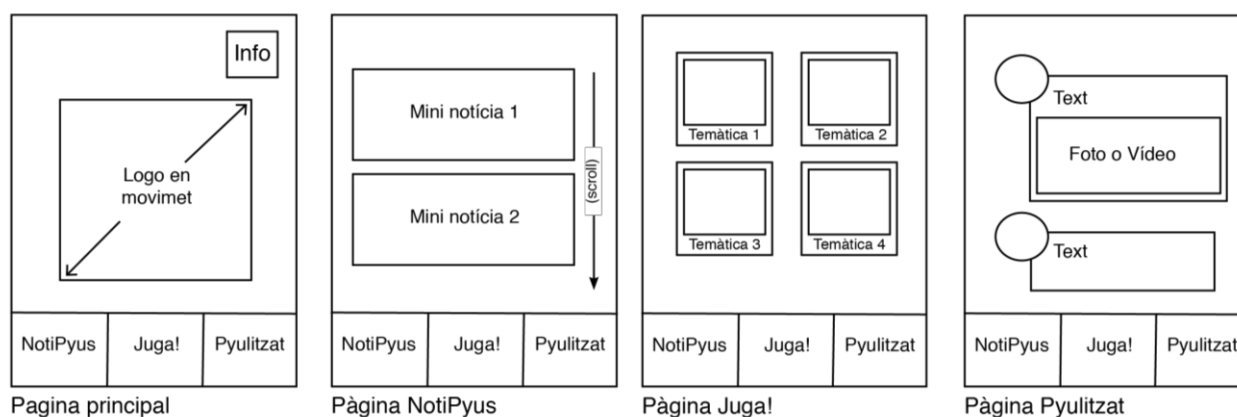 Info
Logo en
movimet
NotiPyus
Juga!
Pyulitzat
Pagina principal
Mini notícia 1
Mini notícia 2
(scroll)
NotiPyus
Juga!
Pyulitzat
Pàgina NotiPyus
Temàtica 1
Temàtica 2
Temàtica 3
Temàtica 4
NotiPyus
Juga!
Pyulitzat
Pàgina Juga!
Text
Foto o Vídeo
Text
NotiPyus
Juga!
Pyulitzat
Pàgina Pyulitzat